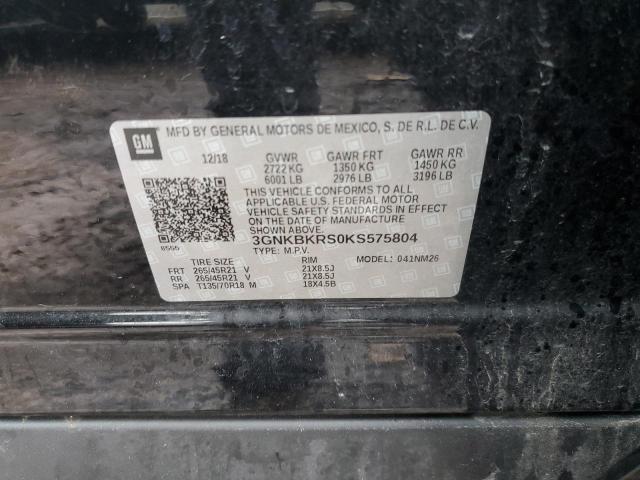 GM
MFD BY GENERAL MOTORS DE MEXICO, S. DE R.L. DE C.V.
12/18 GVWR GAWR FRT GAWR RR
2722 KG 1350 KG 1450 KG
6001 LB 2976 LB 3196 LB
THIS VEHICLE CONFORMS TO ALL
APPLICABLE U.S. FEDERAL MOTOR
VEHICLE SAFETY STANDARDS IN EFFECT
ON THE DATE OF MANUFACTURE
SHOWN ABOVE.
3GNKBKRS0KS575804
TYPE: M.P.V. MODEL: 041NM26
TIRE SIZE RIM
FRT 265/45R21 V 21X8.5J
RR 265/45R21 V 21X8.5J
SPA T135/70R18 M 18X4.5B